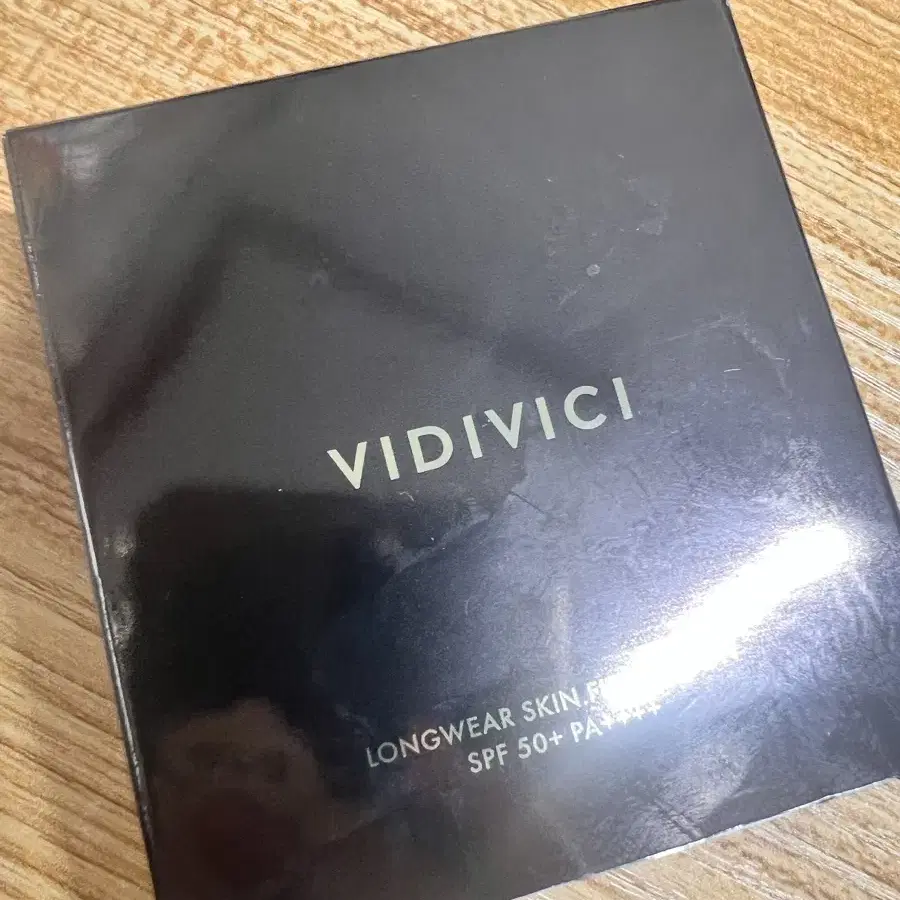 VIDIVICI
LONGWEAR SKIN
SPF 50+